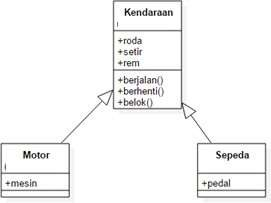 Kendaraan
+roda
+setir
+rem
+berjalan()
+berhenti()
+belok()
Motor
+mesin
Sepeda
+pedal